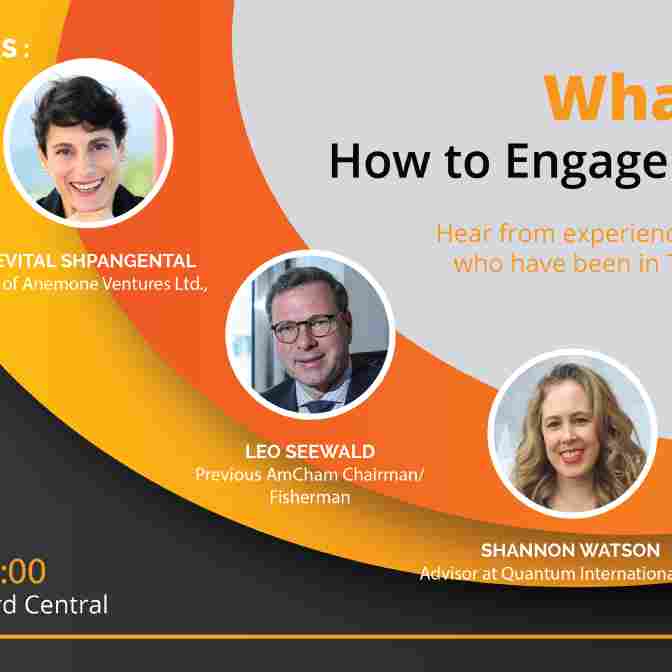 S :
Wha
How to Engage
Hear from experienc
who have been in T
EVITAL SHPANGENTAL
of Anemone Ventures Ltd.,
LEO SEEWALD
Previous AmCham Chairman/
Fisherman
SHANNON WATSON
Advisor at Quantum International
:00
rd Central